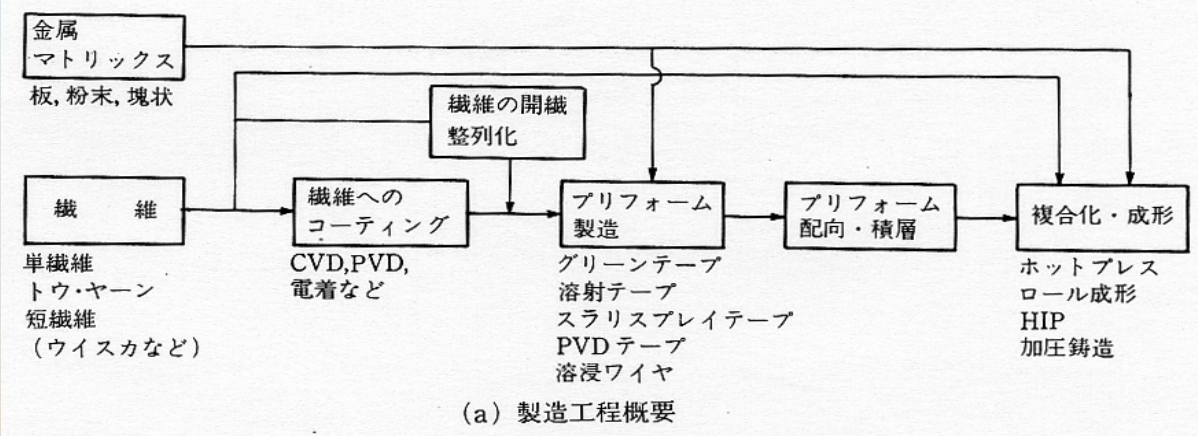 金属
マトリックス
板, 粉末, 塊状
繊維の開繊
整列化
繊　維
単繊維
トウ・ヤーン
短繊維
(ウイスカなど)
繊維への
コーティング
CVD,PVD,
電着など
プリフォーム
製造
グリーンテープ
溶射テープ
スラリスプレイテープ
PVDテープ
溶浸ワイヤ
プリフォーム
配向・積層
複合化・成形
ホットプレス
ロール成形
HIP
加圧鋳造
(a) 製造工程概要